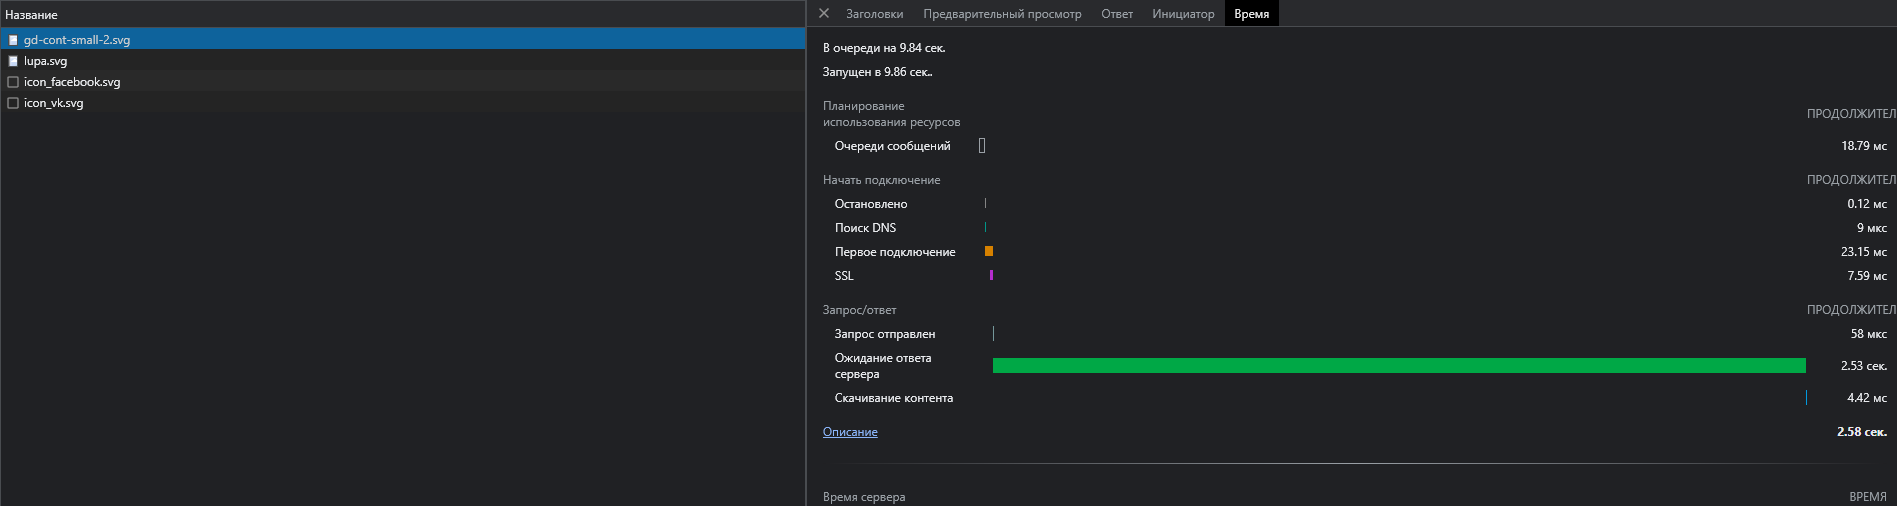 Название
gd-cont-small-2.svg
lupa.svg
icon_facebook.svg
icon_vk.svg
Заголовки Предварительный просмотр Ответ Инициатор Время
В очереди на 9.84 сек.
Запущен в 9.86 сек..
Планирование
использования ресурсов ПРОДОЛЖИТЕЛ
Очереди сообщений 18.79 мс
Начать подключение ПРОДОЛЖИТЕЛ
Остановлено 0.12 мс
Поиск DNS 9 мкс
Первое подключение 23.15 мс
SSL 7.59 мс
Запрос/ответ ПРОДОЛЖИТЕЛ
Запрос отправлен 58 мкс
Ожидание ответа
сервера 2.53 сек.
Скачивание контента 4.42 мс
Описание 2.58 сек.
Время сервера ВРЕМЯ